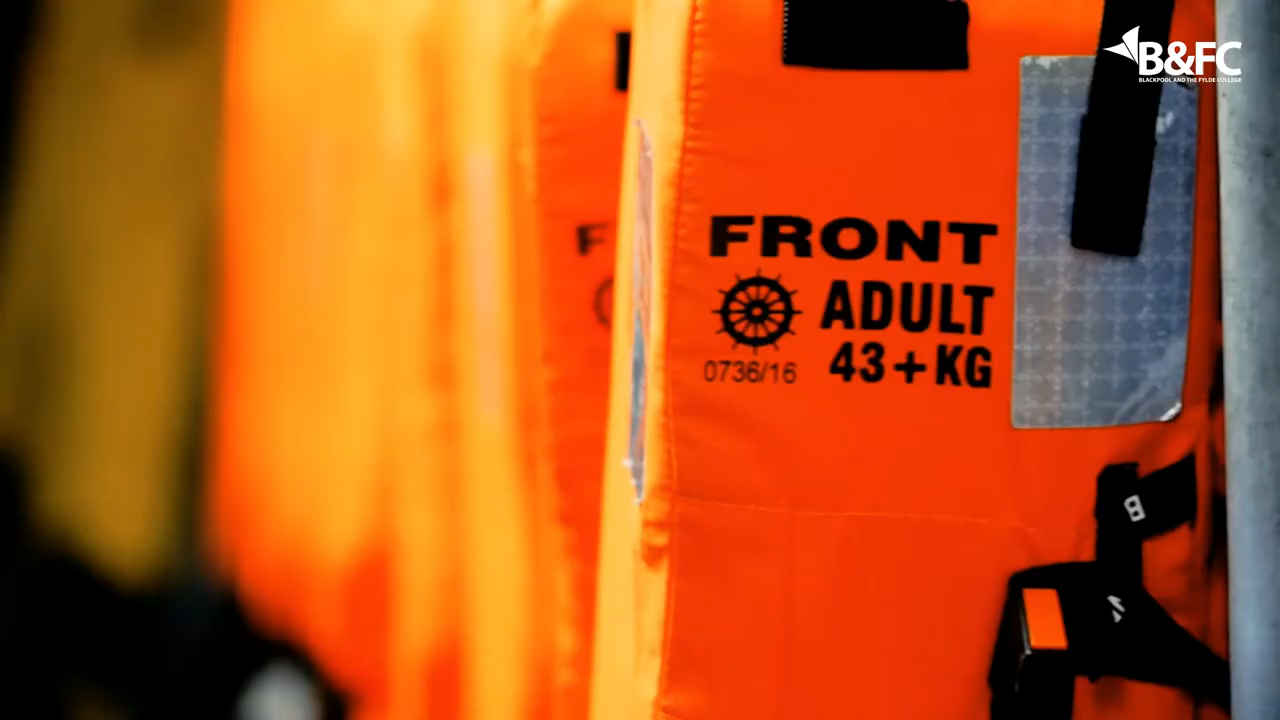 B&FC
BLACKPOOL AND THE FYLDE COLLEGE
FRONT
ADULT
43+KG
0736/16
F